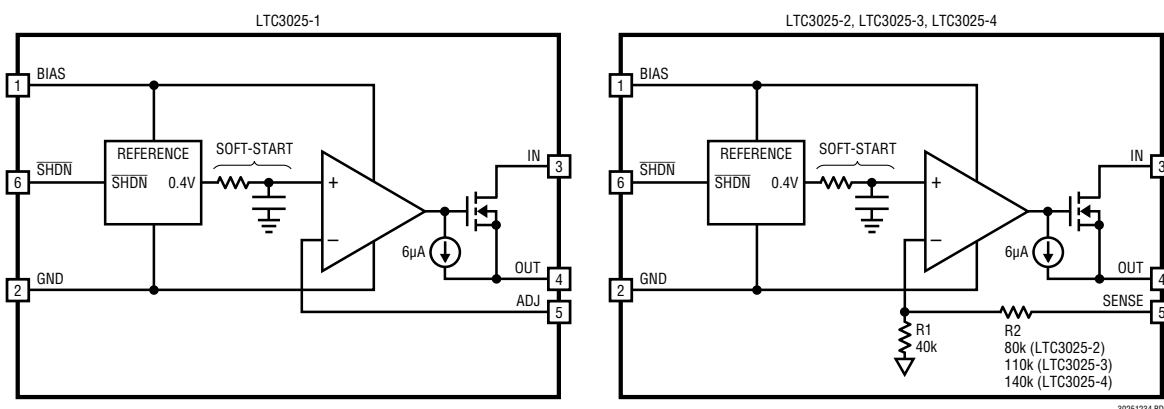 LTC3025-1
1
BIAS
6
SHDN
REFERENCE
SHDN
0.4V
SOFT-START
+
–
6µA
IN
3
OUT
4
2
GND
ADJ
5
LTC3025-2, LTC3025-3, LTC3025-4
1
BIAS
6
SHDN
REFERENCE
SHDN
0.4V
SOFT-START
+
–
6µA
IN
3
OUT
4
2
GND
SENSE
5
R1
40k
R2
80k (LTC3025-2)
110k (LTC3025-3)
140k (LTC3025-4)